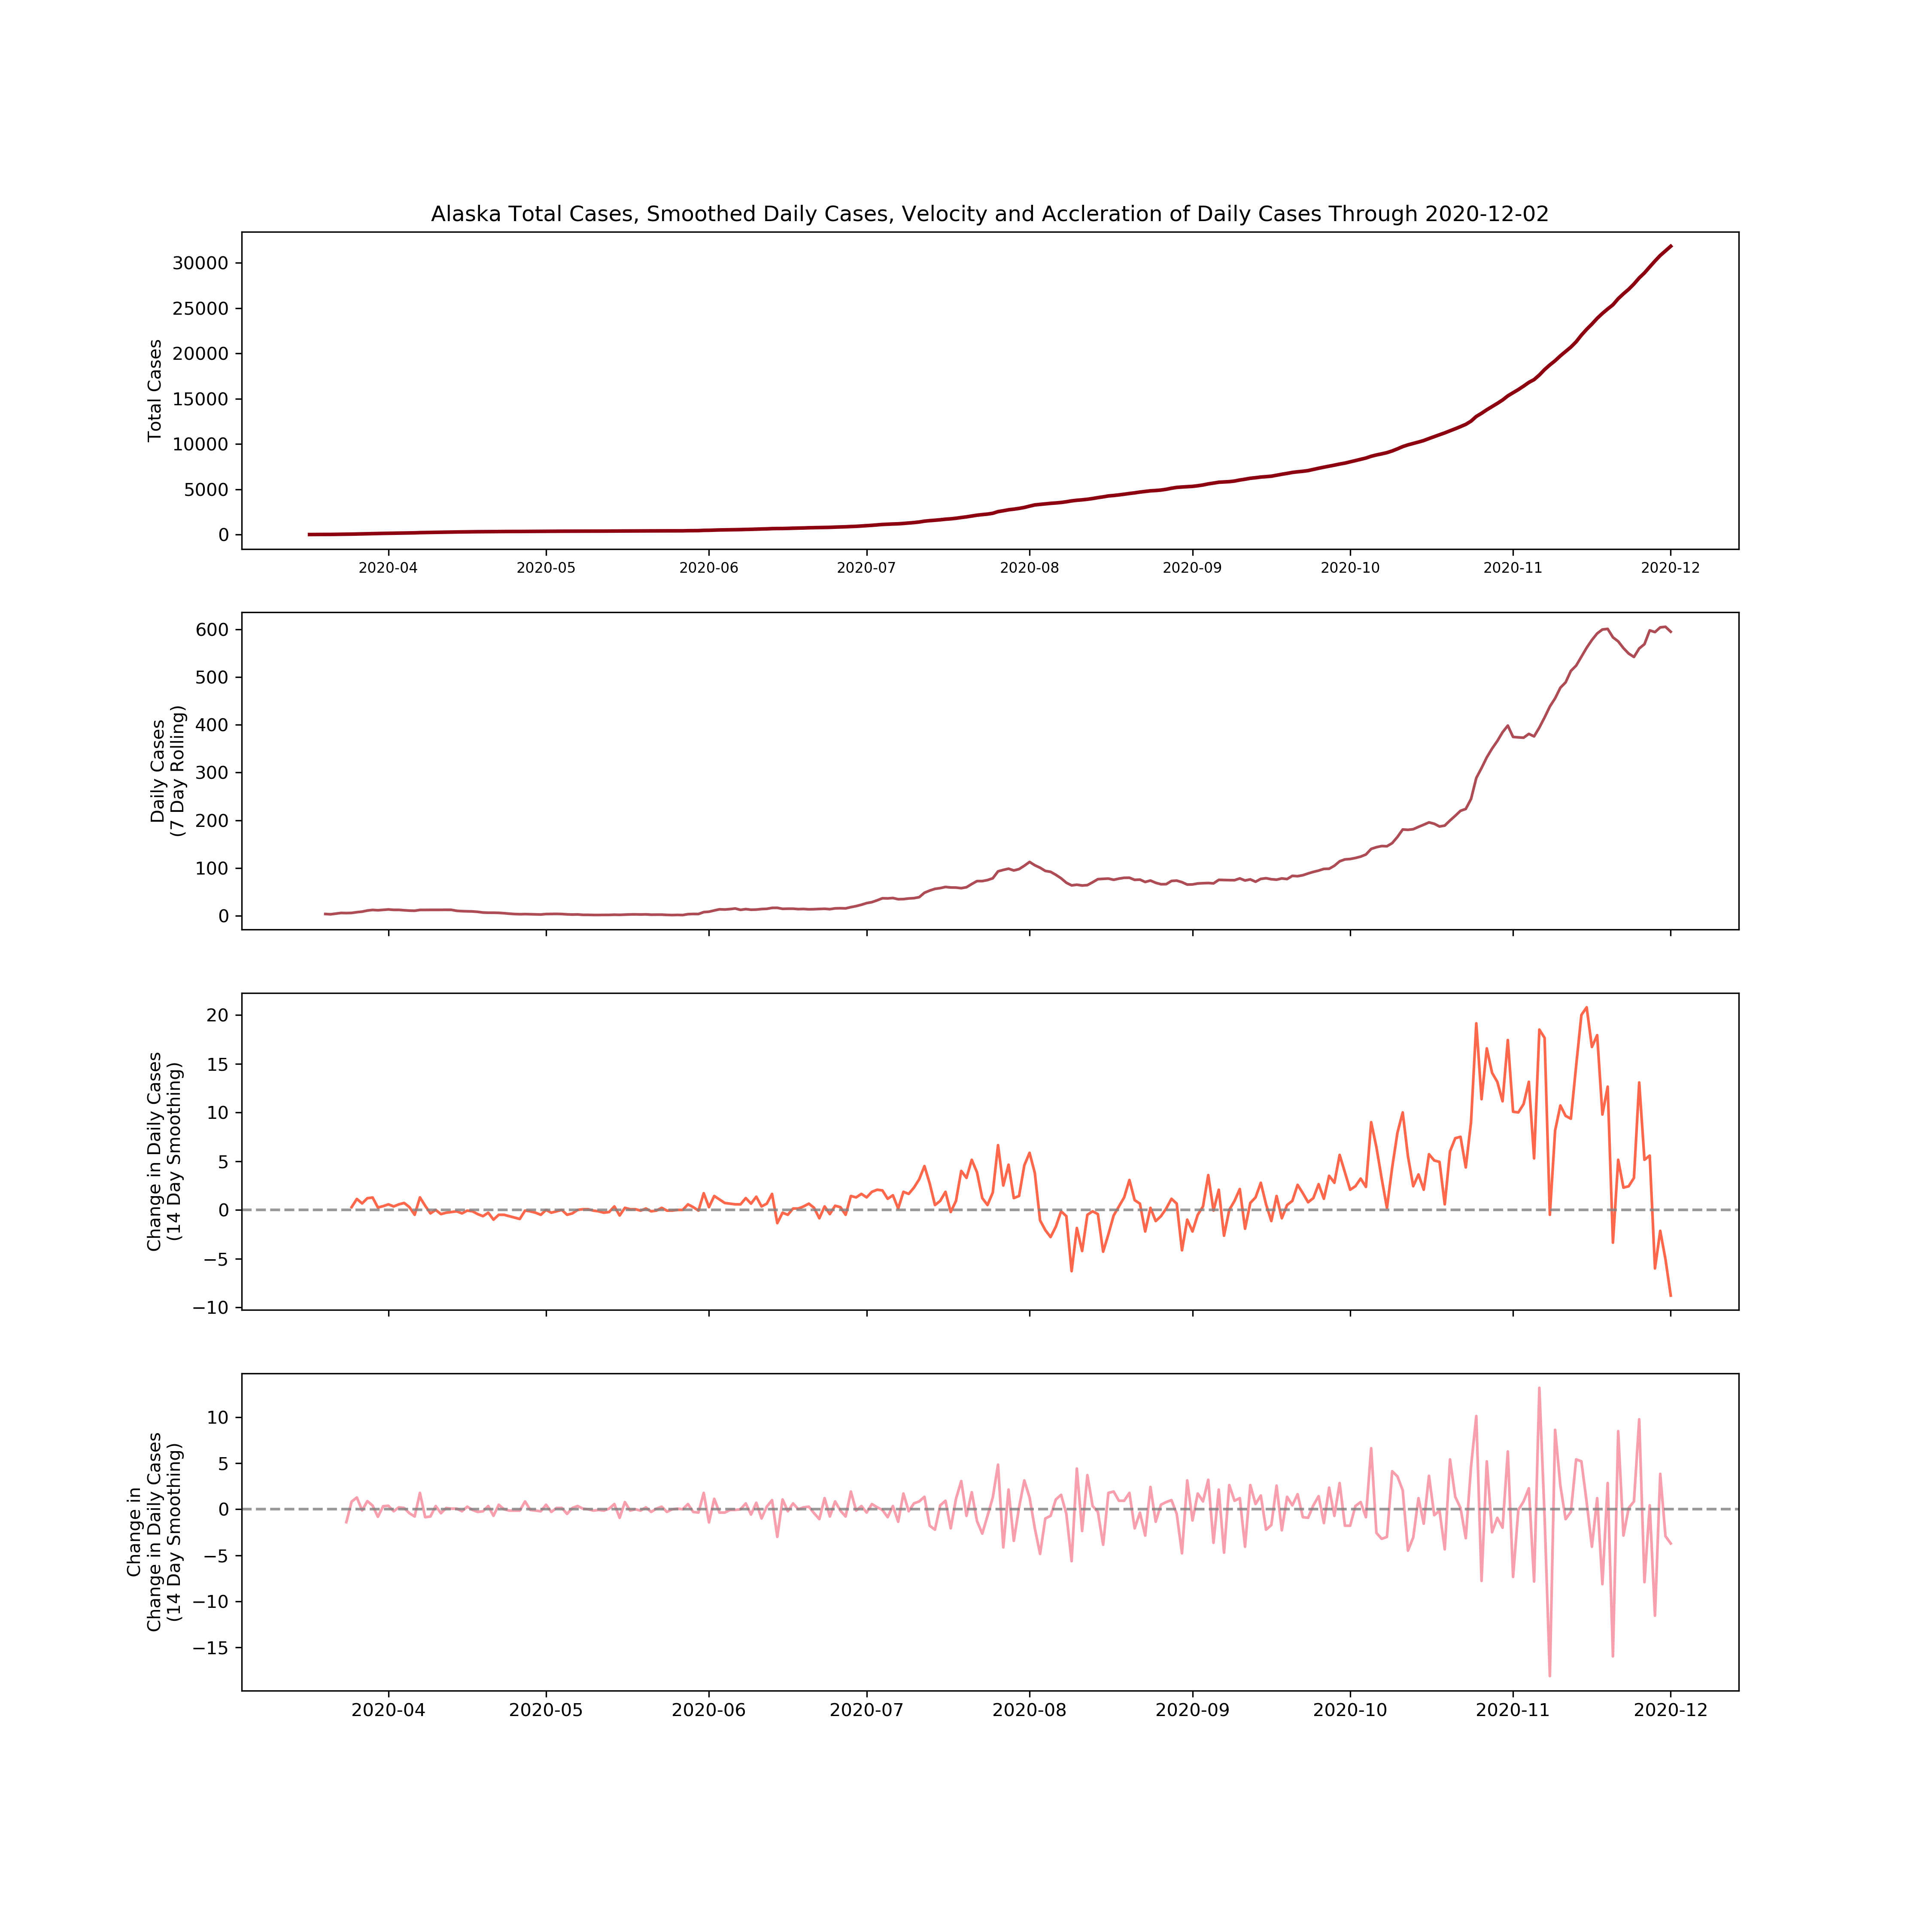 Alaska Total Cases, Smoothed Daily Cases, Velocity and Accleration of Daily Cases Through 2020-12-02
Total Cases
30000
25000
20000
15000
10000
5000
0
2020-04 2020-05 2020-06 2020-07 2020-08 2020-09 2020-10 2020-11 2020-12
Daily Cases
(7 Day Rolling)
600
500
400
300
200
100
0
Change in Daily Cases
(14 Day Smoothing)
20
15
10
5
0
−5
−10
Change in
Change in Daily Cases
(14 Day Smoothing)
10
5
0
−5
−10
−15
2020-04 2020-05 2020-06 2020-07 2020-08 2020-09 2020-10 2020-11 2020-12